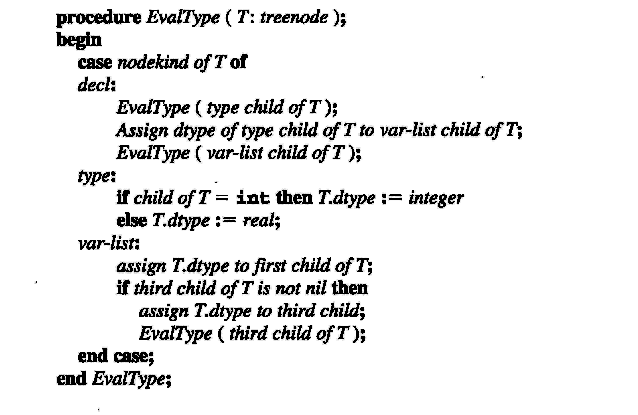 procedure EvalType ( T: treenode );
begin
case nodekind of T of
decl:
EvalType ( type child of T );
Assign dtype of type child of T to var-list child of T;
EvalType ( var-list child of T );
type:
if child of T = int then T.dtype := integer
else T.dtype := real;
var-list:
assign T.dtype to first child of T;
if third child of T is not nil then
assign T.dtype to third child;
EvalType ( third child of T );
end case;
end EvalType;